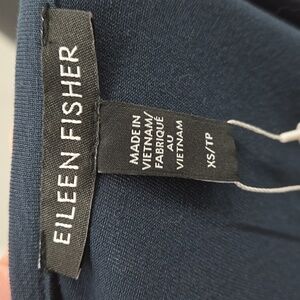 EILEEN FISHER
MADE IN
VIETNAM/
FABRIQUÉ
AU
VIETNAM
XS/TP